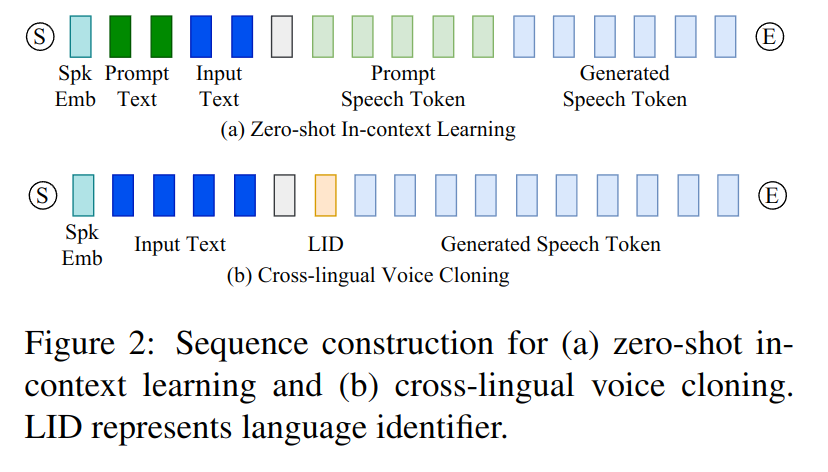 S E
Spk Prompt Input Prompt Generated
Emb Text Text Speech Token Speech Token
(a) Zero-shot In-context Learning
S E
Spk
Emb Input Text LID Generated Speech Token
(b) Cross-lingual Voice Cloning
Figure 2: Sequence construction for (a) zero-shot in-
context learning and (b) cross-lingual voice cloning.
LID represents language identifier.